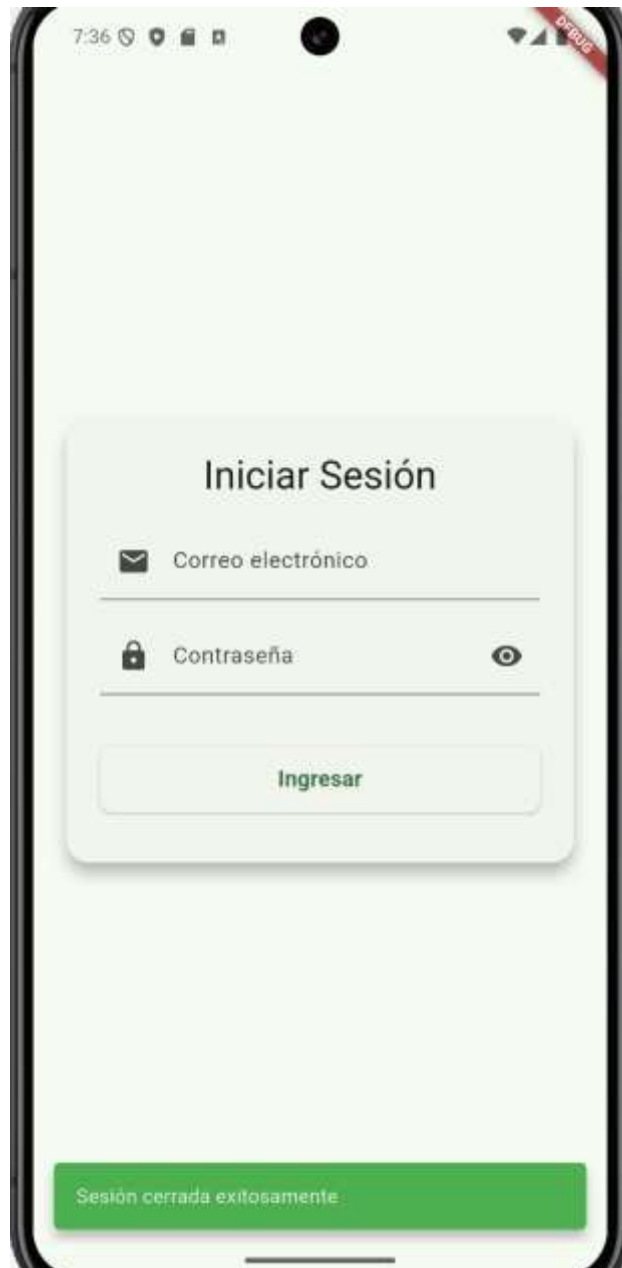 7:36
DEBUG
Iniciar Sesión
Correo electrónico
Contraseña
Ingresar
Sesión cerrada exitosamente